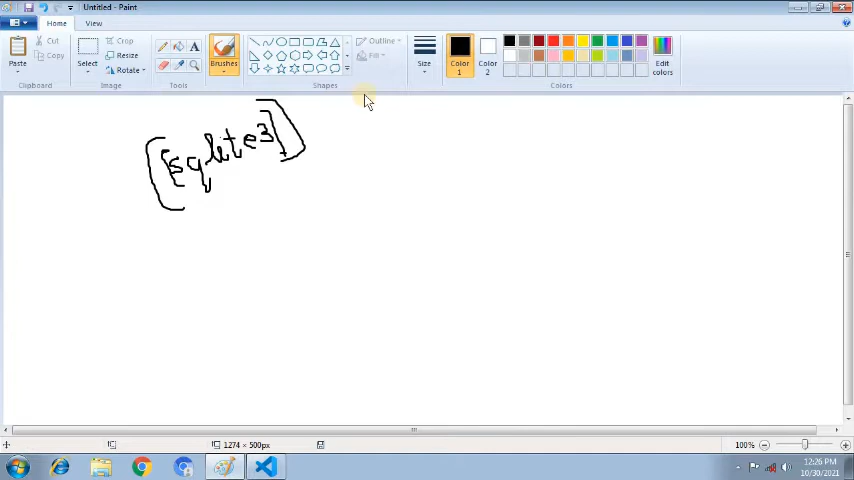 Untitled - Paint
Home View
Paste
Cut
Copy
Clipboard
Select
Crop
Resize
Rotate
Image
A
Tools
Brushes
Outline
Fill
Shapes
Size
Color 1
Color 2
Edit colors
Colors
[[sqlite3]]
1274 × 500px
100%
12:26 PM
10/30/2021